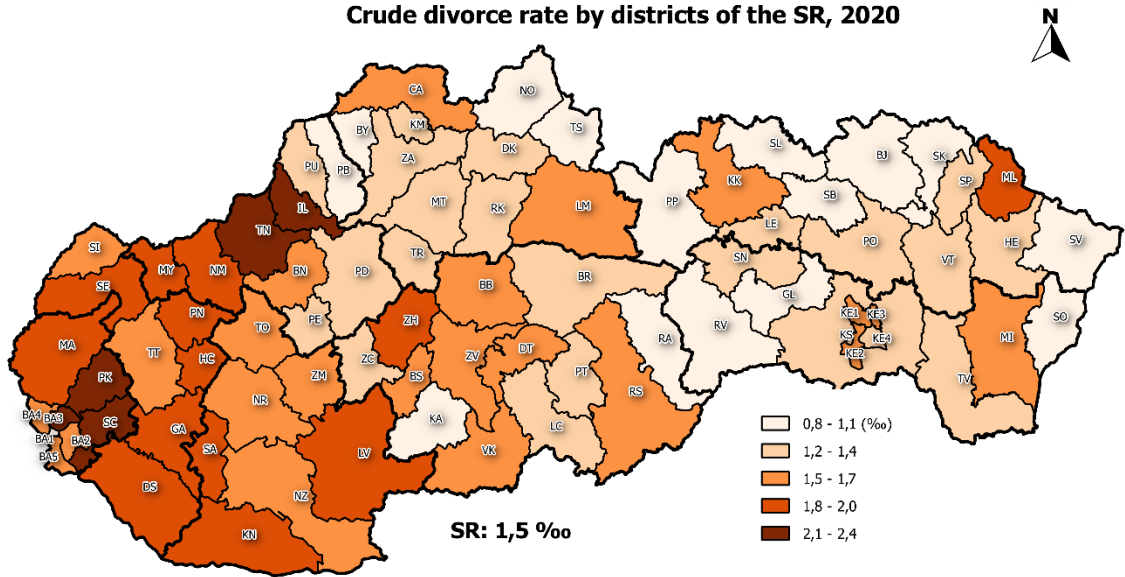 Crude divorce rate by districts of the SR, 2020
N
CA
NO
TS
BY
KM
DK
PU
PB
ZA
SL
BJ
SK
SP
ML
KK
PP
SB
IL
MT
RK
LM
TN
LE
SI
TR
PO
HE
SV
MY
NM
BN
PD
BR
SN
VT
SE
BB
GL
PN
TO
PE
ZH
RV
KE1
KE3
SO
MA
TT
HC
ZC
ZV
DT
RA
KS
KE4
MI
KE2
PK
ZM
BS
PT
RS
TV
NR
BA4
BA3
SC
GA
KA
LC
BA1
BA2
SA
LV
VK
BA5
DS
NZ
KN
0,8 - 1,1 (‰)
1,2 - 1,4
1,5 - 1,7
1,8 - 2,0
2,1 - 2,4
SR: 1,5 ‰